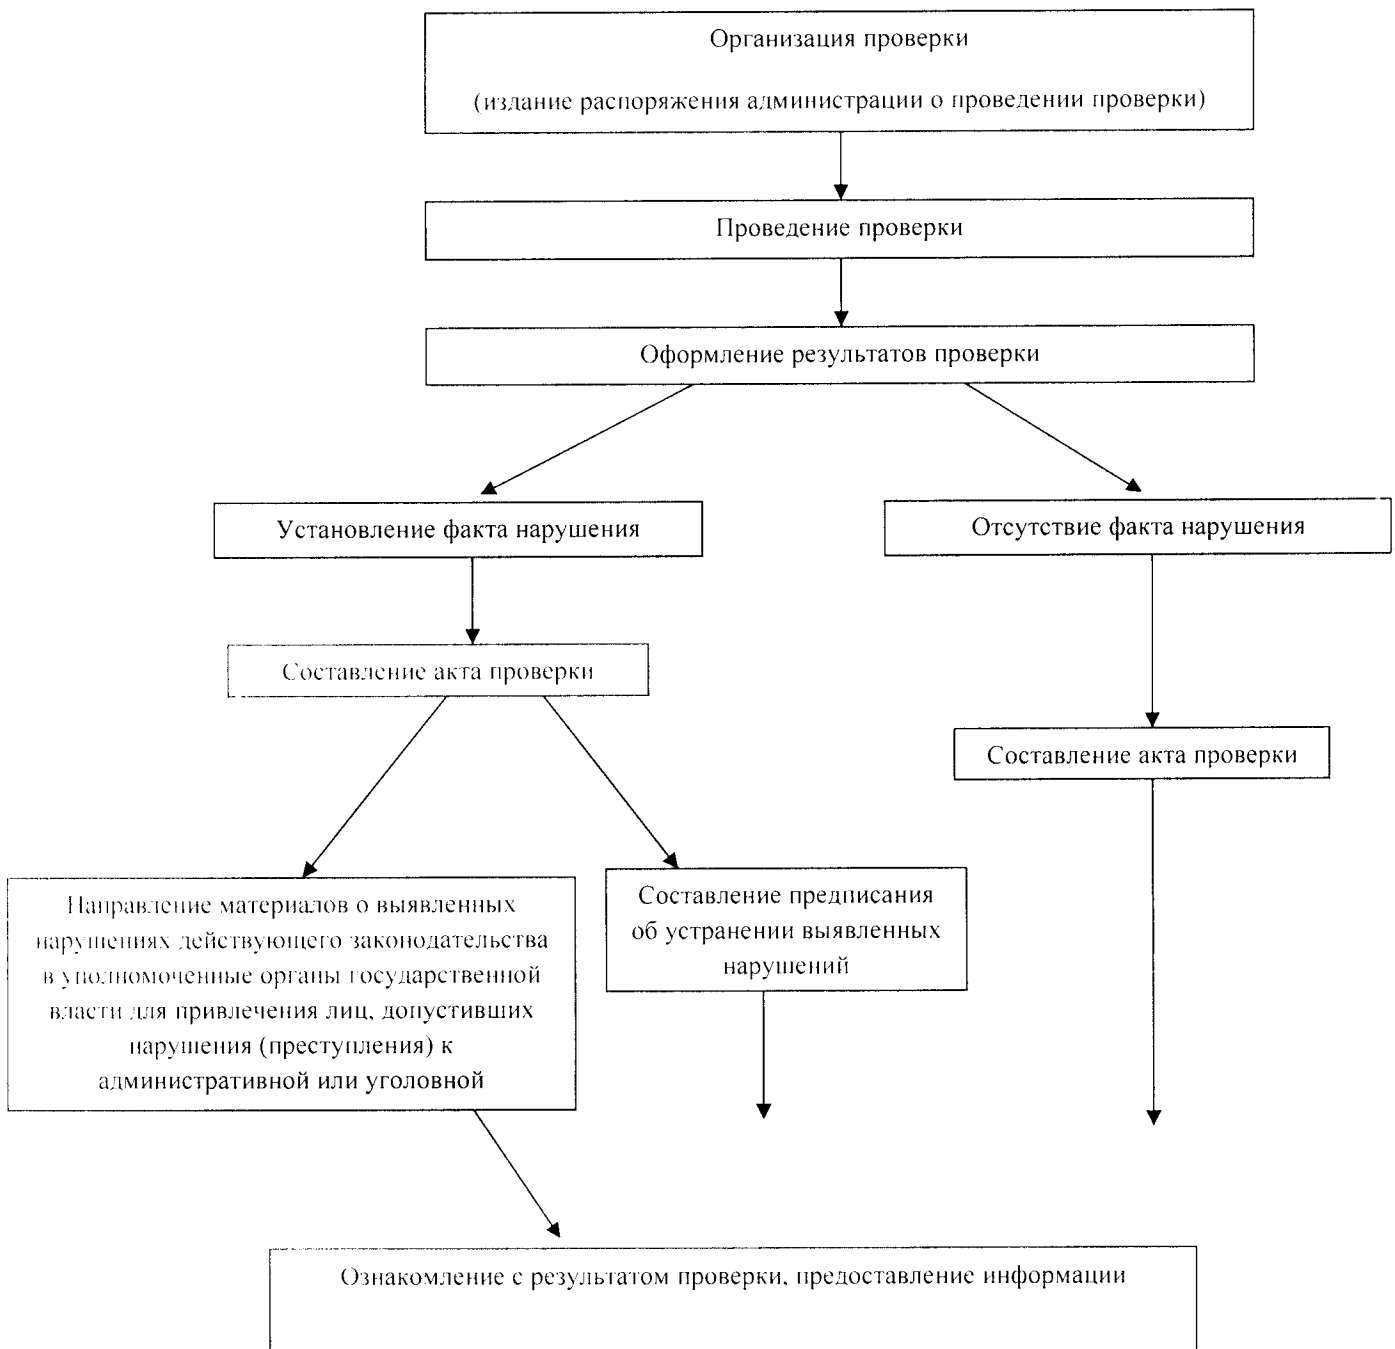 Организация проверки
(издание распоряжения администрации о проведении проверки)
Проведение проверки
Оформление результатов проверки
Установление факта нарушения
Отсутствие факта нарушения
Составление акта проверки
Составление акта проверки
Направление материалов о выявленных
нарушениях действующего законодательства
в уполномоченные органы государственной
власти для привлечения лиц, допустивших
нарушения (преступления) к
административной или уголовной
Составление предписания
об устранении выявленных
нарушений
Ознакомление с результатом проверки, предоставление информации